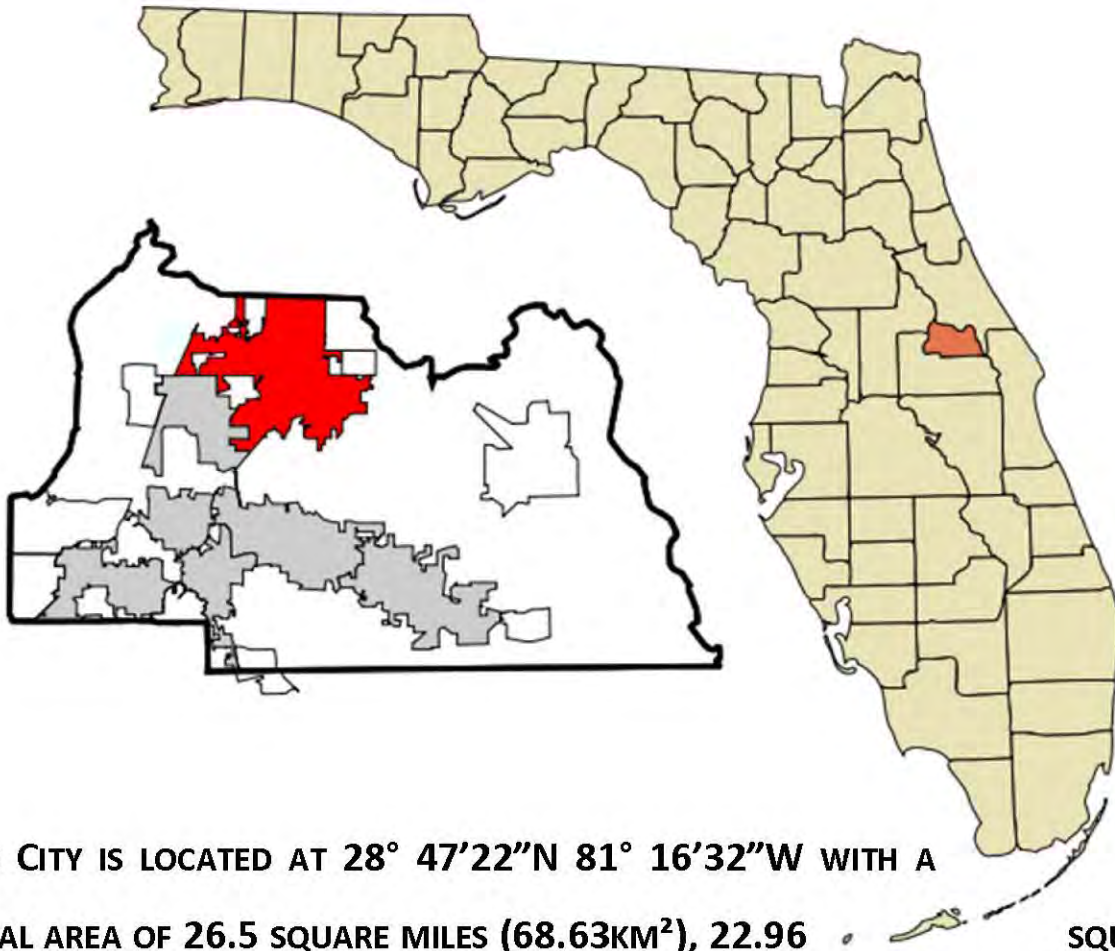 CITY IS LOCATED AT 28° 47’22”N 81° 16’32”W WITH A
AL AREA OF 26.5 SQUARE MILES (68.63KM²), 22.96 SQ